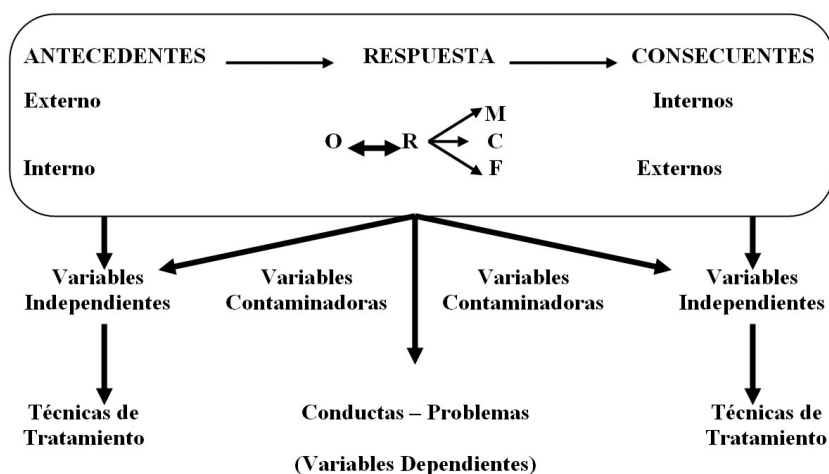 ANTECEDENTES RESPUESTA CONSECUENTES
Externo Internos
M
O R C
F
Interno Externos
Variables Variables Variables Variables
Independientes Contaminadoras Contaminadoras Independientes
Técnicas de Conductas – Problemas Técnicas de
Tratamiento Tratamiento
(Variables Dependientes)